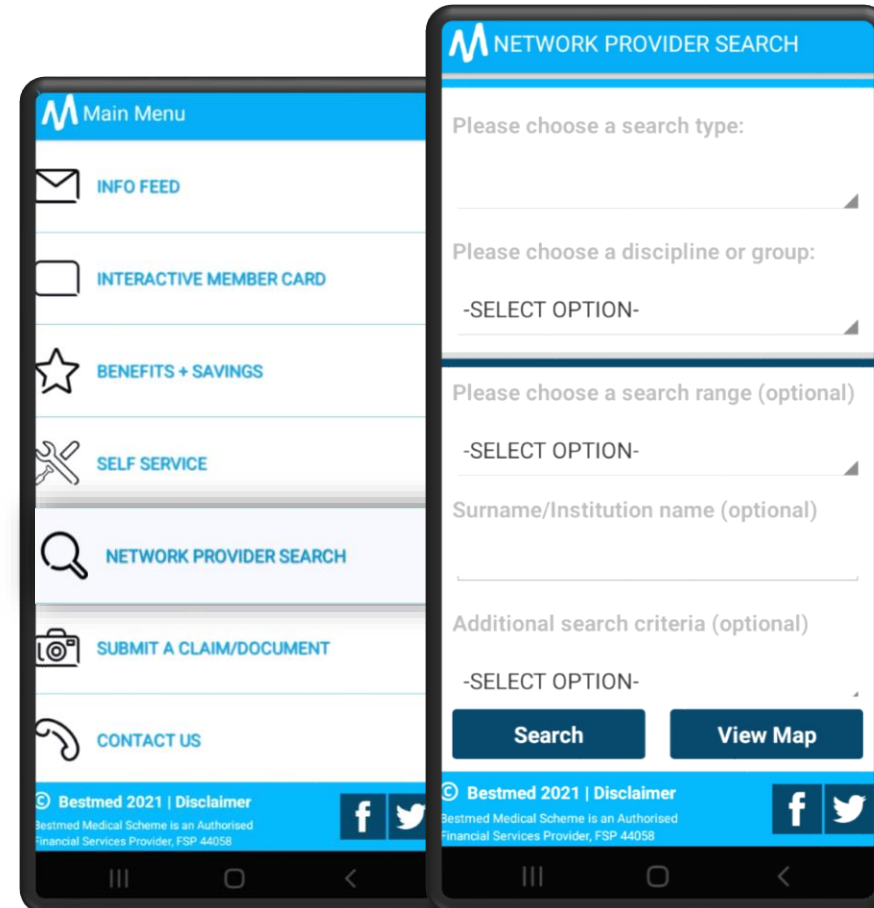 Main Menu
INFO FEED
INTERACTIVE MEMBER CARD
BENEFITS + SAVINGS
SELF SERVICE
NETWORK PROVIDER SEARCH
SUBMIT A CLAIM/DOCUMENT
CONTACT US
© Bestmed 2021 | Disclaimer
Bestmed Medical Scheme is an Authorised
Financial Services Provider, FSP 44058
NETWORK PROVIDER SEARCH
Please choose a search type:
Please choose a discipline or group:
-SELECT OPTION-
Please choose a search range (optional)
-SELECT OPTION-
Surname/Institution name (optional)
Additional search criteria (optional)
-SELECT OPTION-
Search
View Map
© Bestmed 2021 | Disclaimer
Bestmed Medical Scheme is an Authorised
Financial Services Provider, FSP 44058